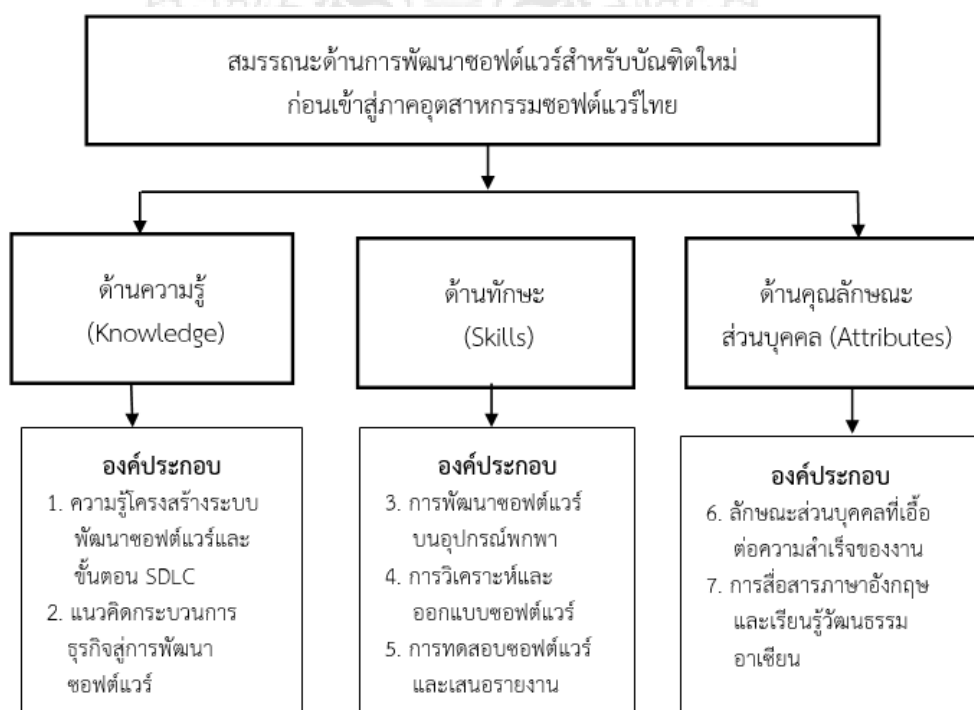 สมรรถนะด้านการพัฒนาซอฟต์แวร์สำหรับบัณฑิตใหม่
ก่อนเข้าสู่ภาคอุตสาหกรรมซอฟต์แวร์ไทย
ด้านความรู้
(Knowledge)
ด้านทักษะ
(Skills)
ด้านคุณลักษณะ
ส่วนบุคคล (Attributes)
องค์ประกอบ
1. ความรู้โครงสร้างระบบ
พัฒนาซอฟต์แวร์และ
ขั้นตอน SDLC
2. แนวคิดกระบวนการ
ธุรกิจสู่การพัฒนา
ซอฟต์แวร์
องค์ประกอบ
3. การพัฒนาซอฟต์แวร์
บนอุปกรณ์พกพา
4. การวิเคราะห์และ
ออกแบบซอฟต์แวร์
5. การทดสอบซอฟต์แวร์
และเสนอรายงาน
องค์ประกอบ
6. ลักษณะส่วนบุคคลที่เอื้อ
ต่อความสำเร็จของงาน
7. การสื่อสารภาษาอังกฤษ
และเรียนรู้วัฒนธรรม
อาเซียน